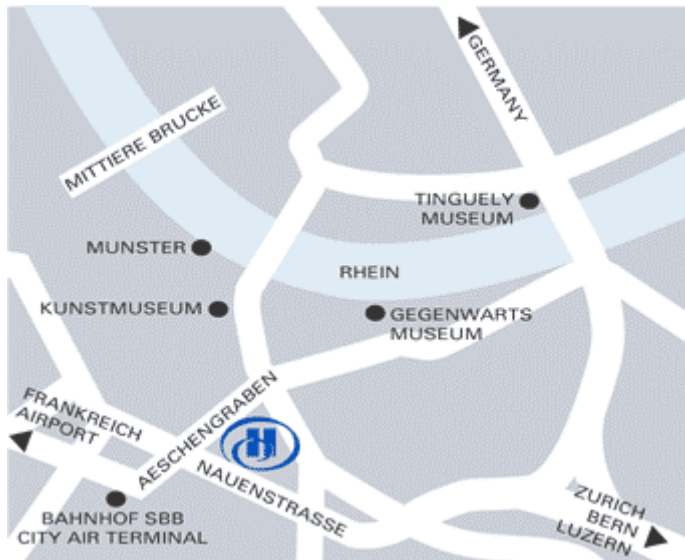 GERMANY
MITTIERE BRUCKE
TINGUELY
MUSEUM
MUNSTER
RHEIN
KUNSTMUSEUM
GEGENWARTS
MUSEUM
FRANKREICH
AIRPORT
AESCHENGRABEN
H
NAUENSTRASSE
BAHNHOF SBB
CITY AIR TERMINAL
ZURICH
BERN
LUZERN